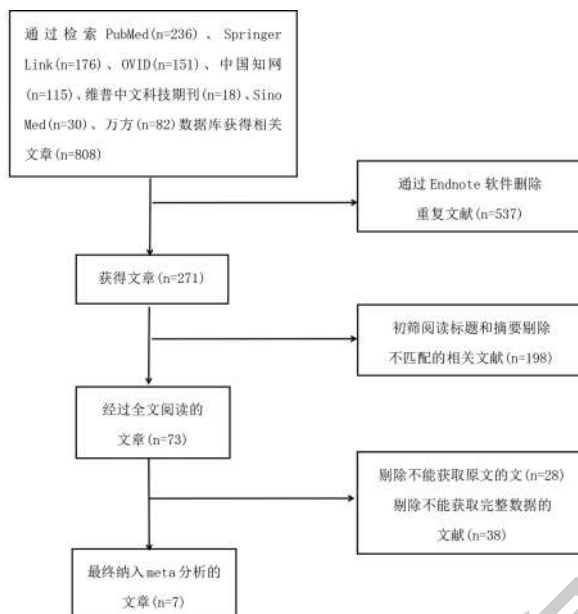 通过检索 PubMed(n=236)、Springer
Link(n=176)、OVID(n=151)、中国知网
(n=115)、维普中文科技期刊(n=18)、Sino
Med(n=30)、万方(n=82)数据库获得相关
文章(n=808)
通过 Endnote 软件删除
重复文献(n=537)
获得文章(n=271)
初筛阅读标题和摘要剔除
不匹配的相关文献(n=198)
经过全文阅读的
文章(n=73)
剔除不能获取原文的文(n=28)
剔除不能获取完整数据的
文献(n=38)
最终纳入meta分析的
文章(n=7)